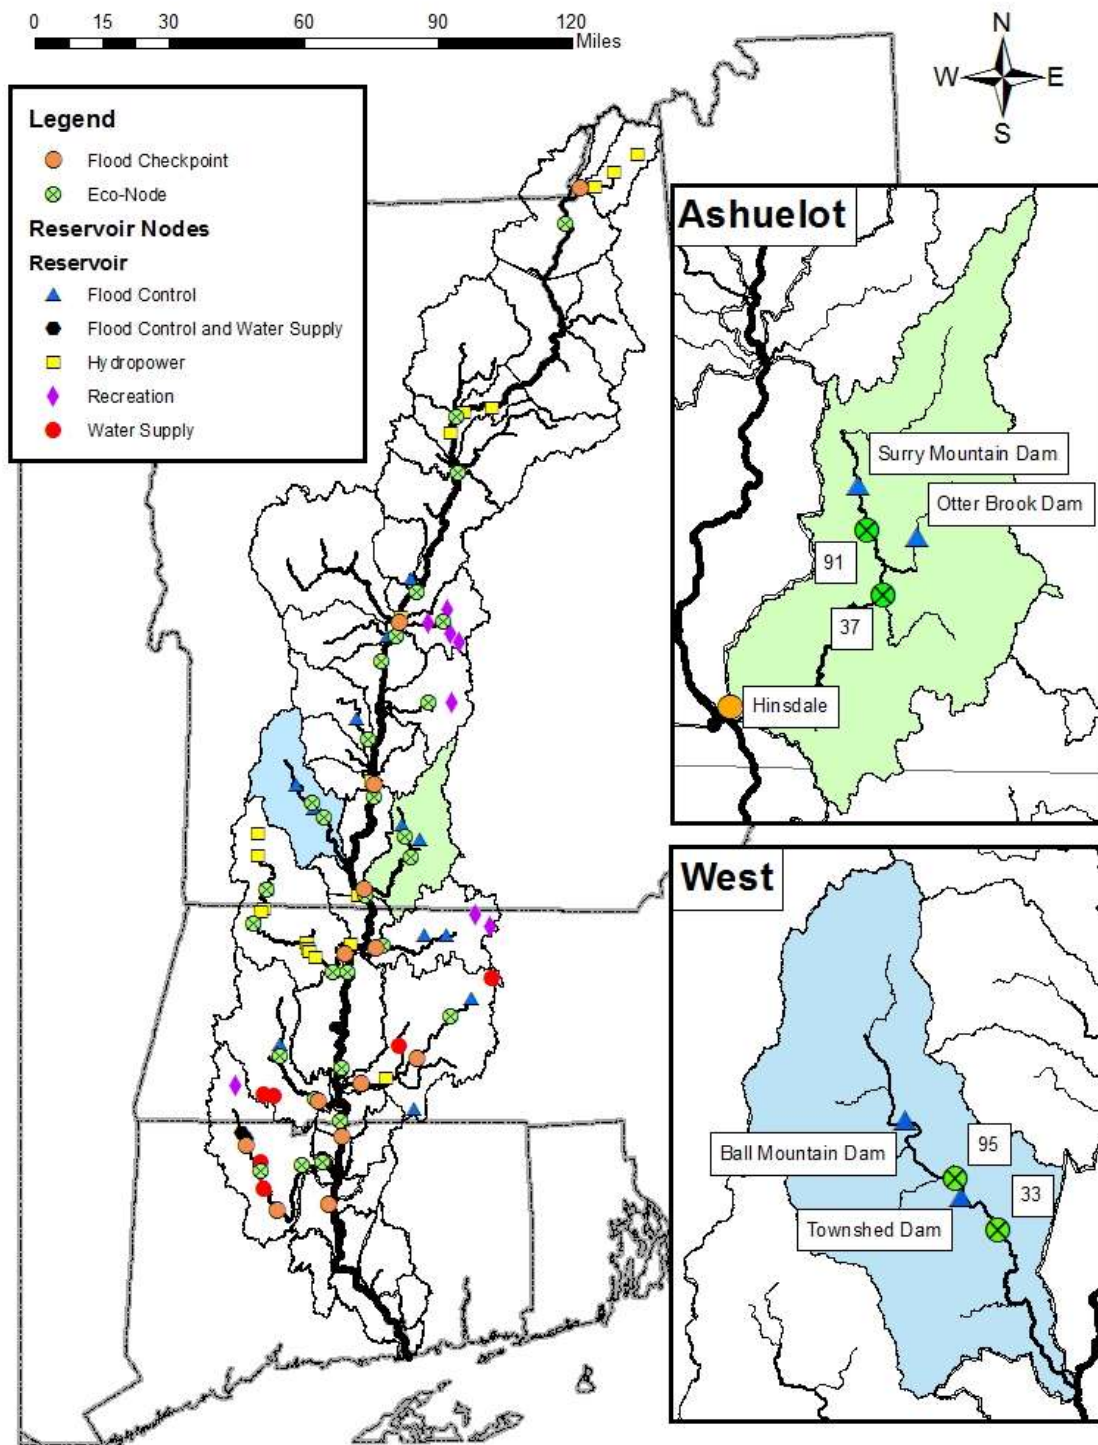 0 15 30 60 90 120
Miles
N
W E
S
Legend
Flood Checkpoint
Eco-Node
Reservoir Nodes
Reservoir
Flood Control
Flood Control and Water Supply
Hydropower
Recreation
Water Supply
Ashuelot
Surry Mountain Dam
Otter Brook Dam
91
37
Hinsdale
West
95
Ball Mountain Dam
33
Townshed Dam